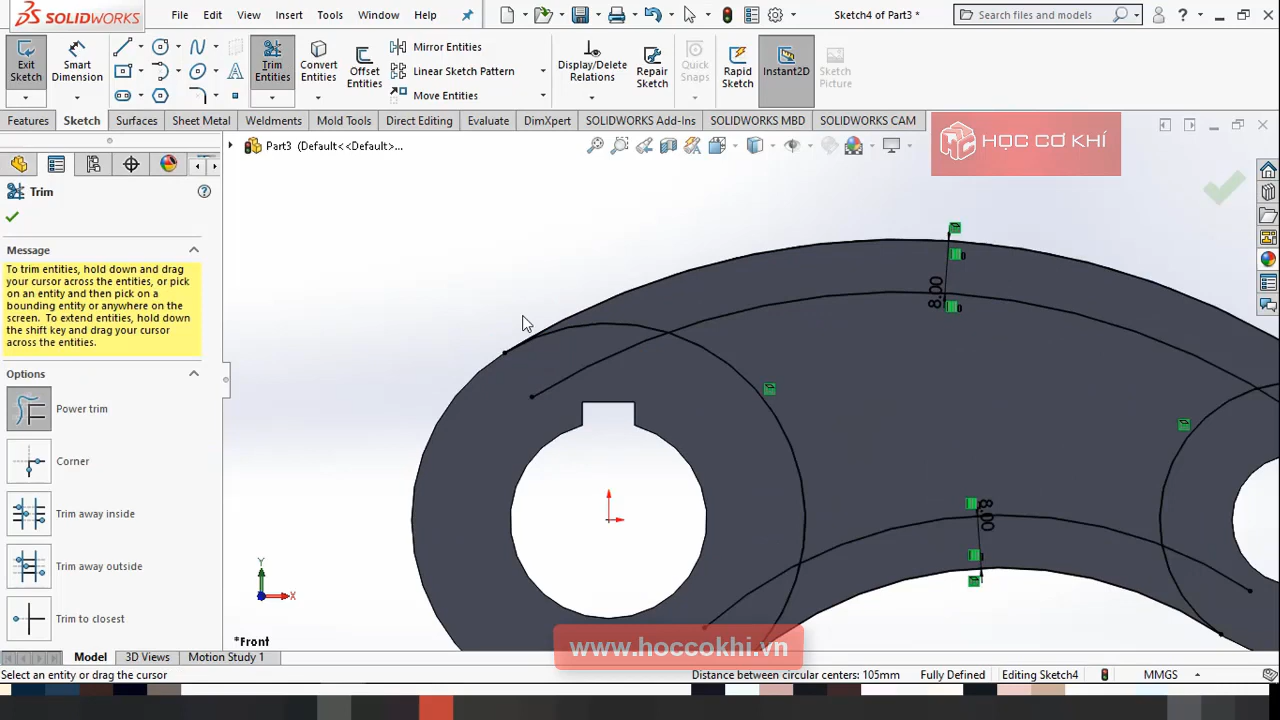 SOLIDWORKS
File Edit View Insert Tools Window Help
Sketch4 of Part3 *
Search files and models
Exit Sketch
Smart Dimension
Trim Entities
Convert Entities
Offset Entities
Mirror Entities
Linear Sketch Pattern
Move Entities
Display/Delete Relations
Repair Sketch
Quick Snaps
Rapid Sketch
Instant2D
Sketch Picture
Features Sketch Surfaces Sheet Metal Weldments Mold Tools Direct Editing Evaluate DimXpert SOLIDWORKS Add-Ins SOLIDWORKS MBD SOLIDWORKS CAM
Part3 (Default<Default>...
HỌC CƠ KHÍ
Trim
Message
To trim entities, hold down and drag
your cursor across the entities, or pick
on an entity and then pick on a
bounding entity or anywhere on the
screen. To extend entities, hold down
the shift key and drag your cursor
across the entities.
Options
Power trim
Corner
Trim away inside
Trim away outside
Trim to closest
8.00
8.00
Y
X
*Front
www.hoccokhi.vn
Model 3D Views Motion Study 1
Select an entity or drag the cursor
Distance between circular centers: 105mm Fully Defined Editing Sketch4 MMGS